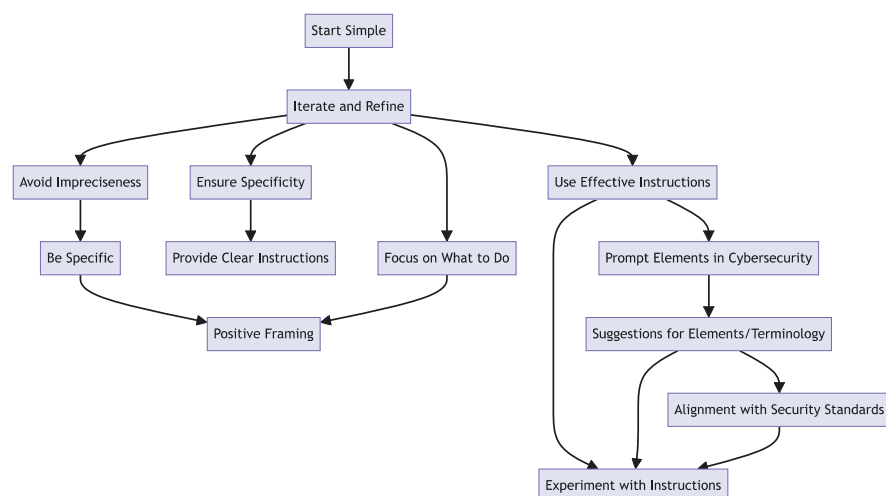 Start Simple
Iterate and Refine
Avoid Impreciseness
Ensure Specificity
Use Effective Instructions
Be Specific
Provide Clear Instructions
Focus on What to Do
Prompt Elements in Cybersecurity
Positive Framing
Suggestions for Elements/Terminology
Alignment with Security Standards
Experiment with Instructions